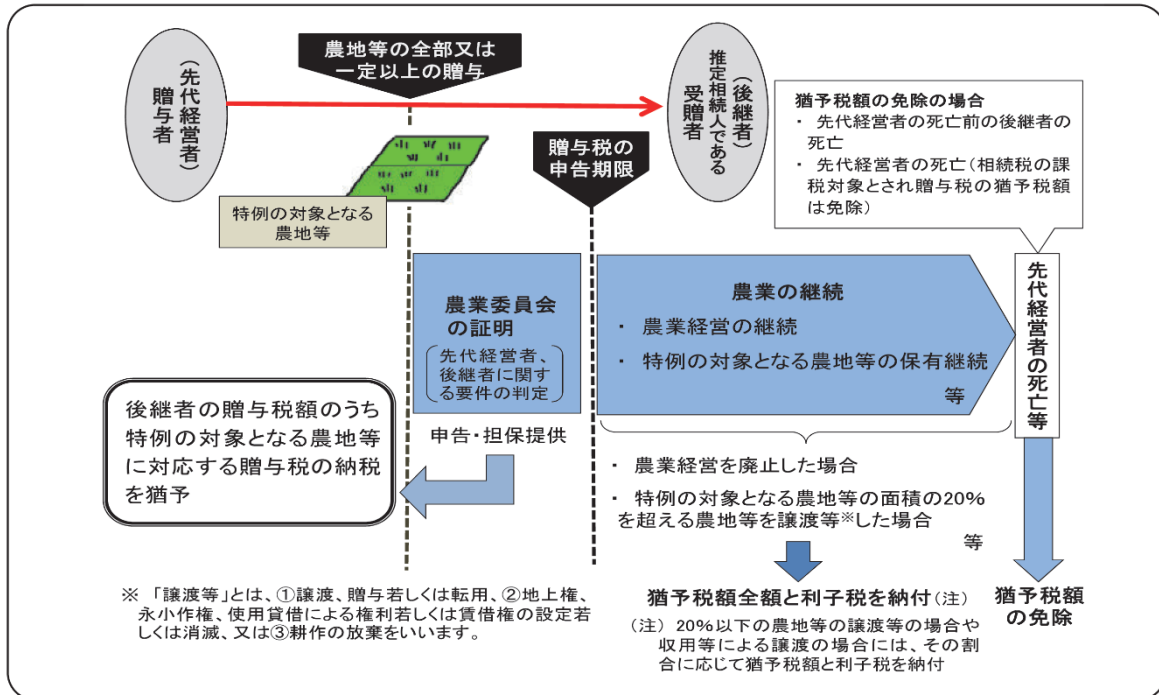 (先代経営者)
贈与者
農地等の全部又は
一定以上の贈与
(後継者)
推定相続人である
受贈者
特例の対象となる
農地等
贈与税の
申告期限
猶予税額の免除の場合
・ 先代経営者の死亡前の後継者の
死亡
・ 先代経営者の死亡(相続税の課
税対象とされ贈与税の猶予税額
は免除)
農業委員会
の証明
先代経営者、
後継者に関す
る要件の判定
農業の継続
・ 農業経営の継続
・ 特例の対象となる農地等の保有継続
等
先代経営者の死亡等
後継者の贈与税額のうち
特例の対象となる農地等
に対応する贈与税の納税
を猶予
申告・担保提供
・ 農業経営を廃止した場合
・ 特例の対象となる農地等の面積の20%
を超える農地等を譲渡等※した場合
等
猶予税額全額と利子税を納付(注)
(注) 20%以下の農地等の譲渡等の場合や
収用等による譲渡の場合には、その割
合に応じて猶予税額と利子税を納付
猶予税額
の免除
※ 「譲渡等」とは、①譲渡、贈与若しくは転用、②地上権、
永小作権、使用貸借による権利若しくは賃借権の設定若
しくは消滅、又は③耕作の放棄をいいます。